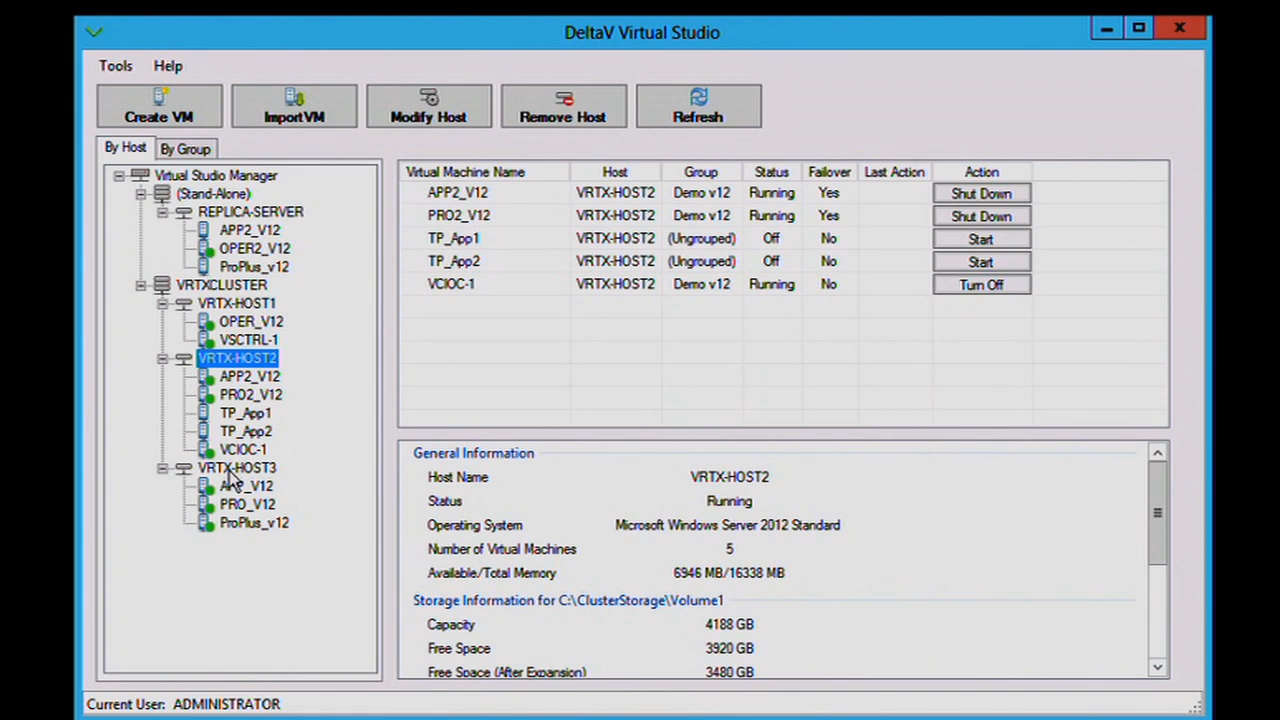 DeltaV Virtual Studio
Tools Help
Create VM ImportVM Modify Host Remove Host Refresh
By Host By Group
Virtual Studio Manager
(Stand-Alone)
REPLICA-SERVER
APP2_V12
OPER2_V12
ProPlus_v12
VRTXCLUSTER
VRTX-HOST1
OPER_V12
VSCTRL-1
VRTX-HOST2
APP2_V12
PRO2_V12
TP_App1
TP_App2
VCIOC-1
VRTX-HOST3
APP_V12
PRO_V12
ProPlus_v12
Virtual Machine Name Host Group Status Failover Last Action Action
APP2_V12 VRTX-HOST2 Demo v12 Running Yes Shut Down
PRO2_V12 VRTX-HOST2 Demo v12 Running Yes Shut Down
TP_App1 VRTX-HOST2 (Ungrouped) Off No Start
TP_App2 VRTX-HOST2 (Ungrouped) Off No Start
VCIOC-1 VRTX-HOST2 Demo v12 Running No Turn Off
General Information
Host Name VRTX-HOST2
Status Running
Operating System Microsoft Windows Server 2012 Standard
Number of Virtual Machines 5
Available/Total Memory 6946 MB/16338 MB
Storage Information for C:\ClusterStorage\Volume1
Capacity 4188 GB
Free Space 3920 GB
Free Space (After Expansion) 3480 GB
Current User: ADMINISTRATOR